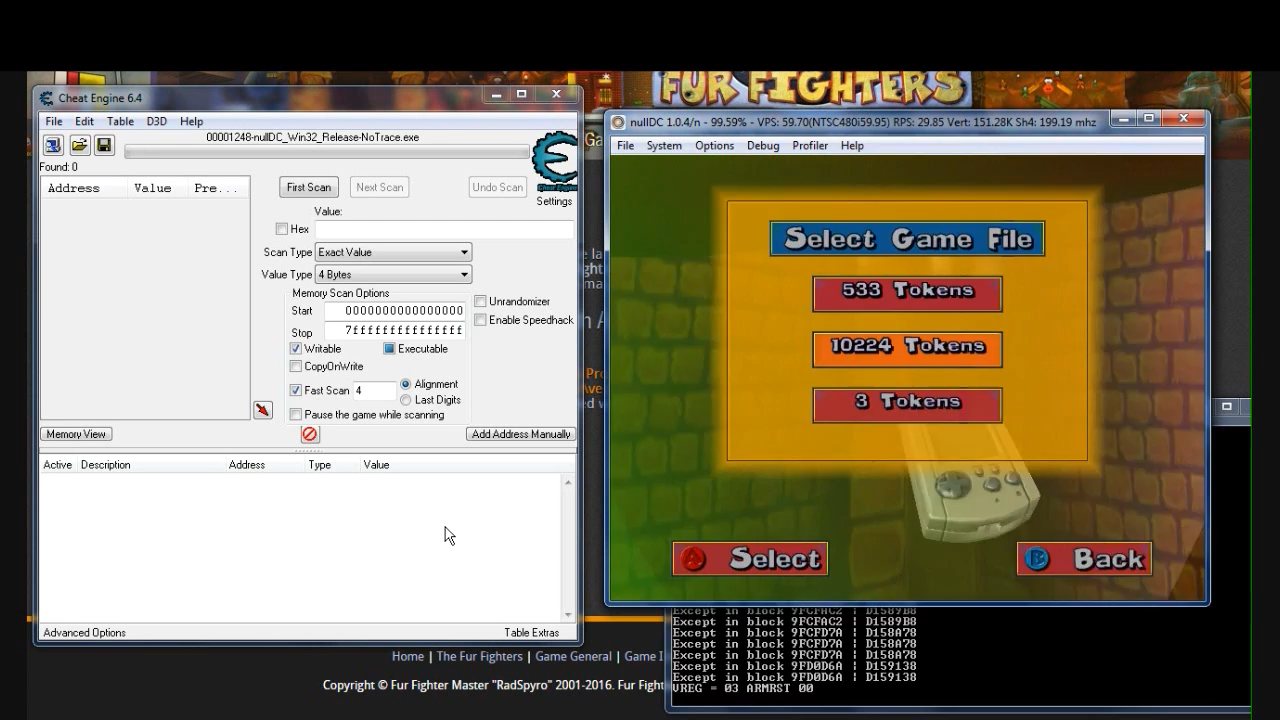 FUR FIGHTERS
Cheat Engine 6.4
File Edit Table D3D Help
00001248-nullDC_Win32_Release-NoTrace.exe
Found: 0
Address Value Pre...
First Scan Next Scan Undo Scan
Cheat Engine
Settings
Value:
Hex
Scan Type Exact Value
Value Type 4 Bytes
Memory Scan Options
Start 0000000000000000
Stop 7fffffffffffffff
Unrandomizer
Enable Speedhack
Writable Executable
CopyOnWrite
Fast Scan 4 Alignment
Last Digits
Pause the game while scanning
Memory View Add Address Manually
Active Description Address Type Value
Advanced Options Table Extras
nullDC 1.0.4/n - 99.59% - VPS: 59.70(NTSC480i59.95) RPS: 29.85 Vert: 151.28K Sh4: 199.19 mhz
File System Options Debug Profiler Help
Select Game File
533 Tokens
10224 Tokens
3 Tokens
A Select B Back
Except in block 9FCFAC2 | D1589B8
Except in block 9FCFAC2 | D1589B8
Except in block 9FCFD7A | D158A78
Except in block 9FCFD7A | D158A78
Except in block 9FCFD7A | D158A78
Except in block 9FD0D6A | D159138
Except in block 9FD0D6A | D159138
VREG = 03 ARMRST 00
Home | The Fur Fighters | Game General | Game I
Copyright © Fur Fighter Master "RadSpyro" 2001-2016. Fur Fight